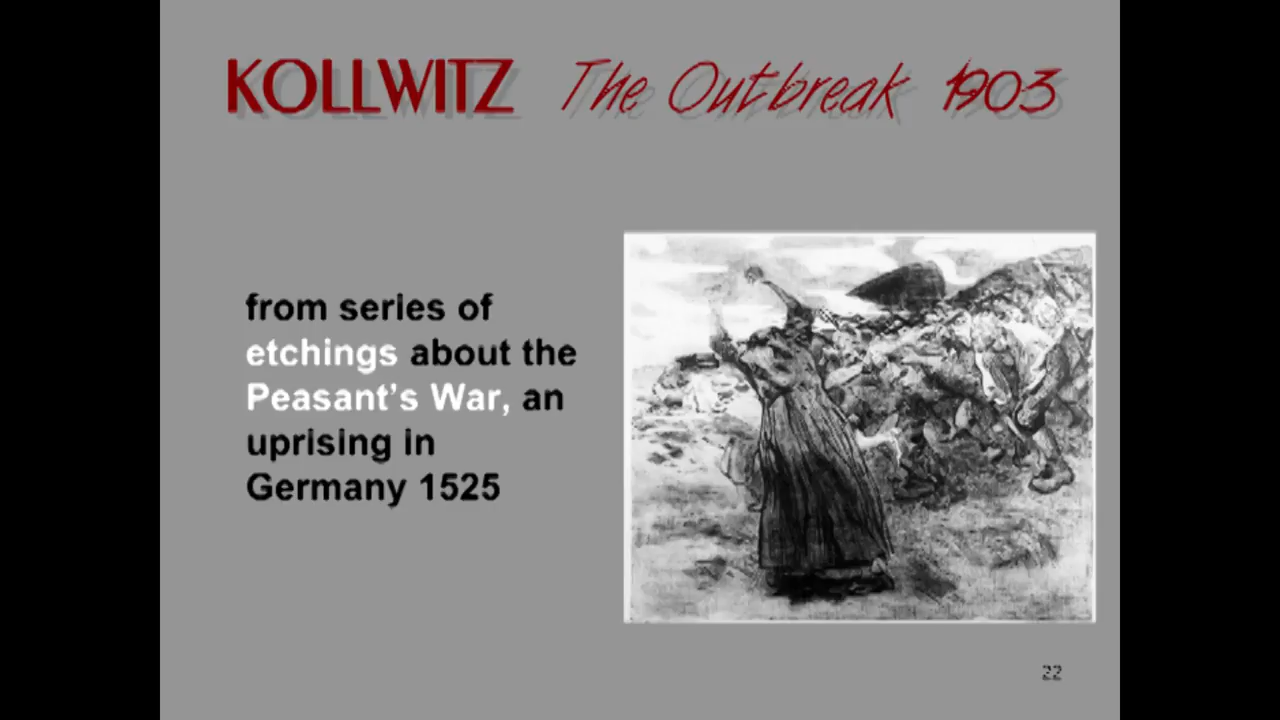 KOLLWITZ The Outbreak 1903
from series of
etchings about the
Peasant's War, an
uprising in
Germany 1525
22